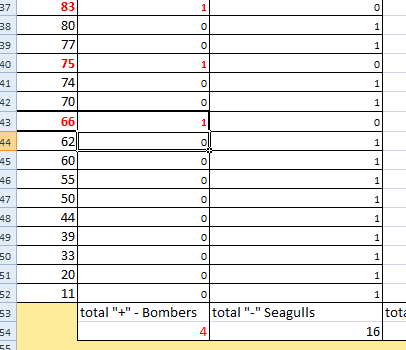 37 83 1 0
38 80 0 1
39 77 0 1
40 75 1 0
41 74 0 1
42 70 0 1
43 66 1 0
44 62 0 1
45 60 0 1
46 55 0 1
47 50 0 1
48 44 0 1
49 39 0 1
50 33 0 1
51 20 0 1
52 11 0 1
53 total "+" - Bombers total "-" Seagulls tota
54 4 16
55